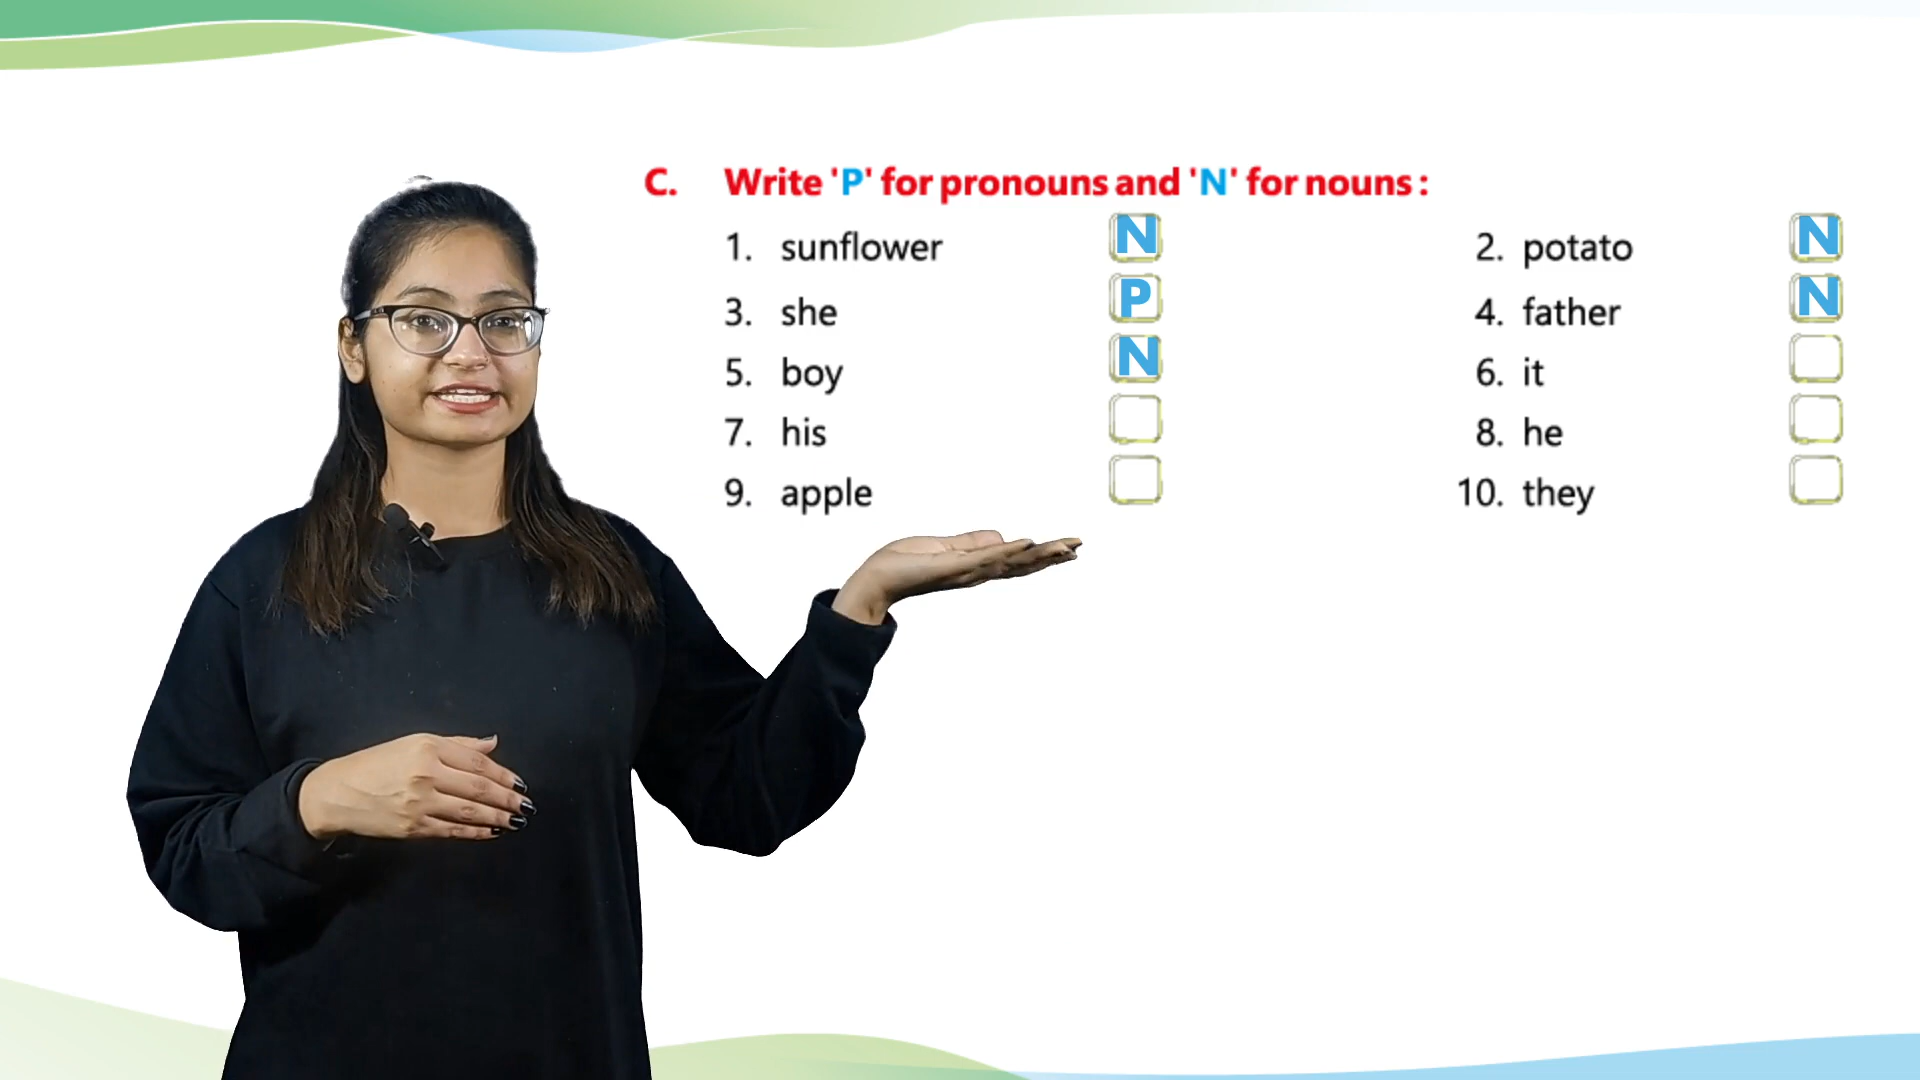 C. Write 'P' for pronouns and 'N' for nouns :
1. sunflower N 2. potato N
3. she P 4. father N
5. boy N 6. it
7. his 8. he
9. apple 10. they